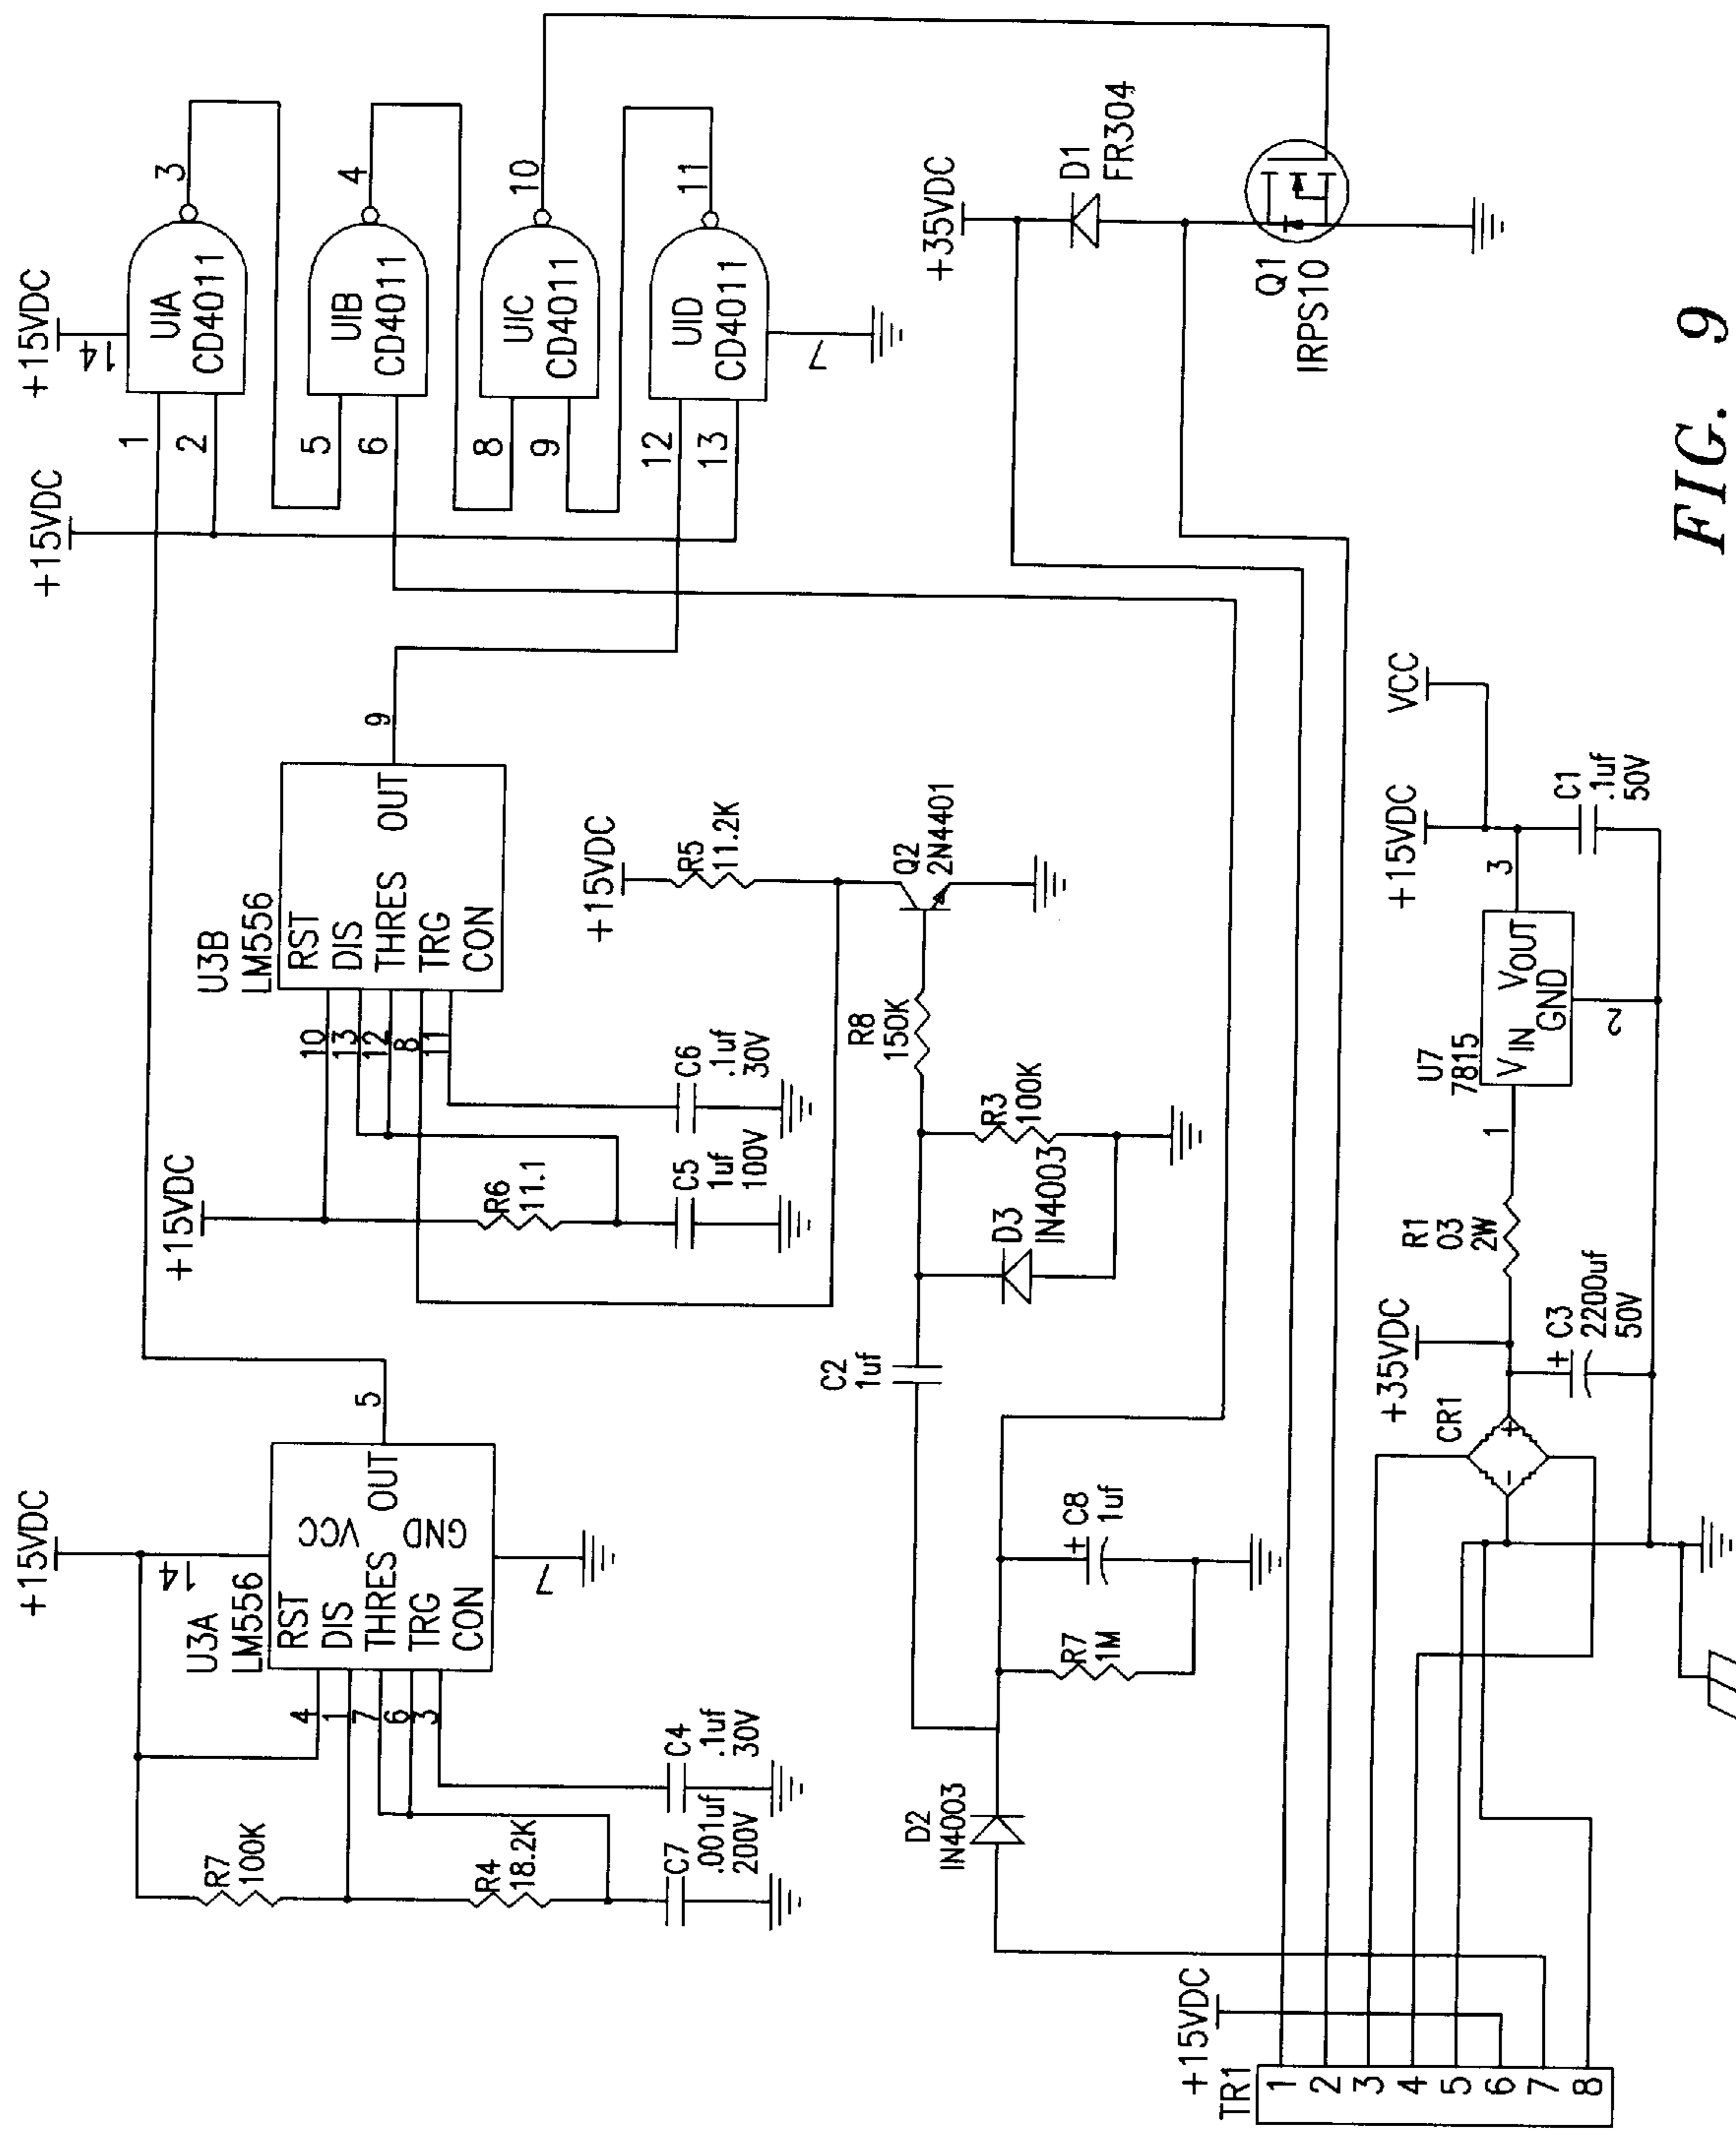 +15VDC
+15VDC
14
1
2
3
UIA
CD4011
5
6
4
UIB
CD4011
8
9
10
UIC
CD4011
12
13
11
UID
CD4011
7
+15VDC
14
U3A
LM556
RST
DIS
THRES
TRG
CON
VCC
GND
OUT
4
1
7
6
3
5
7
R7
100K
R4
18.2K
C7
.001uf
200V
C4
.1uf
30V
+15VDC
U3B
LM556
RST
DIS
THRES
TRG
CON
OUT
10
13
12
8
11
9
R6
11.1
C5
1uf
100V
C6
.1uf
30V
+15VDC
R5
11.2K
Q2
2N4401
R8
150K
R3
100K
D3
IN4003
C2
1uf
D2
IN4003
R7
1M
C8
+
1uf
+35VDC
D1
FR304
Q1
IRPS10
+15VDC
TR1
1
2
3
4
5
6
7
8
+35VDC
CR1
+
-
C3
+
2200uf
50V
R1
03
2W
1
U7
7815
VIN
VOUT
GND
2
3
+15VDC
VCC
C1
.1uf
50V
FIG. 9